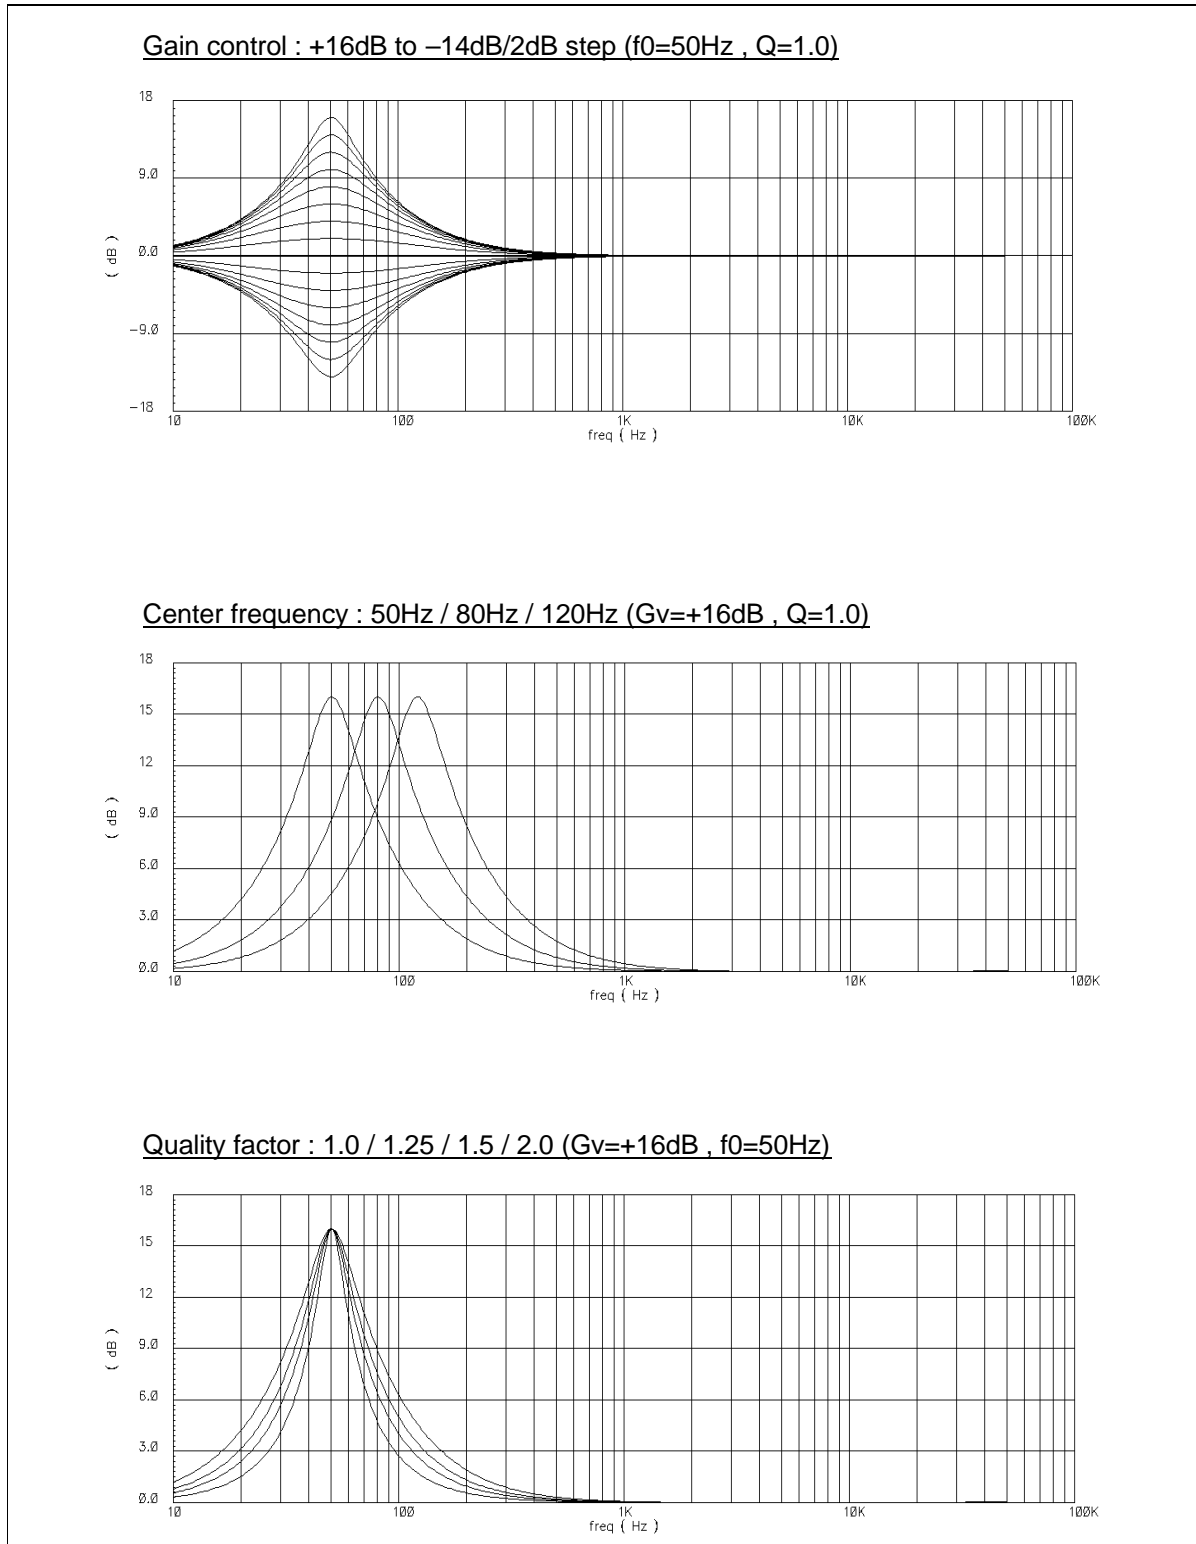 Gain control : +16dB to –14dB/2dB step (f0=50Hz , Q=1.0)
18
9.0
0.0
-9.0
-18
( dB )
10 100 1K 10K 100K
freq ( Hz )
Center frequency : 50Hz / 80Hz / 120Hz (Gv=+16dB , Q=1.0)
18
15
12
9.0
6.0
3.0
0.0
( dB )
10 100 1K 10K 100K
freq ( Hz )
Quality factor : 1.0 / 1.25 / 1.5 / 2.0 (Gv=+16dB , f0=50Hz)
18
15
12
9.0
6.0
3.0
0.0
( dB )
10 100 1K 10K 100K
freq ( Hz )